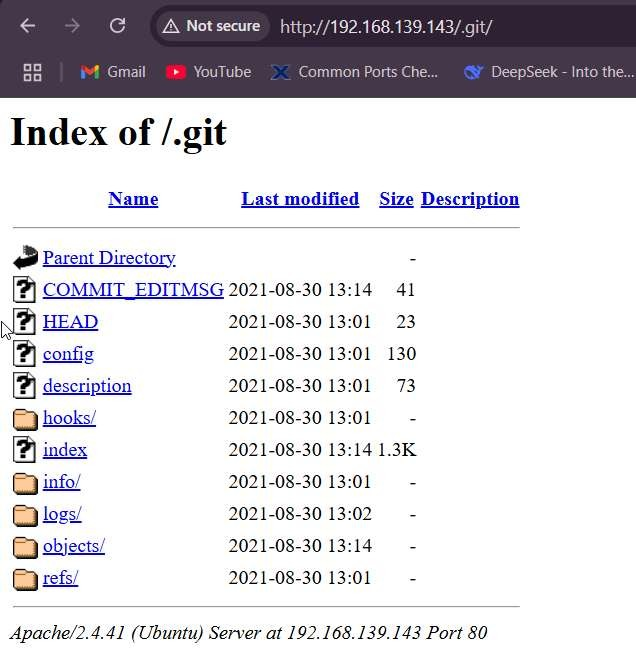 Not secure http://192.168.139.143/.git/
Gmail YouTube Common Ports Che... DeepSeek - Into the...
Index of /.git
Name Last modified Size Description
Parent Directory -
COMMIT_EDITMSG 2021-08-30 13:14 41
HEAD 2021-08-30 13:01 23
config 2021-08-30 13:01 130
description 2021-08-30 13:01 73
hooks/ 2021-08-30 13:01 -
index 2021-08-30 13:14 1.3K
info/ 2021-08-30 13:01 -
logs/ 2021-08-30 13:02 -
objects/ 2021-08-30 13:14 -
refs/ 2021-08-30 13:01 -
Apache/2.4.41 (Ubuntu) Server at 192.168.139.143 Port 80